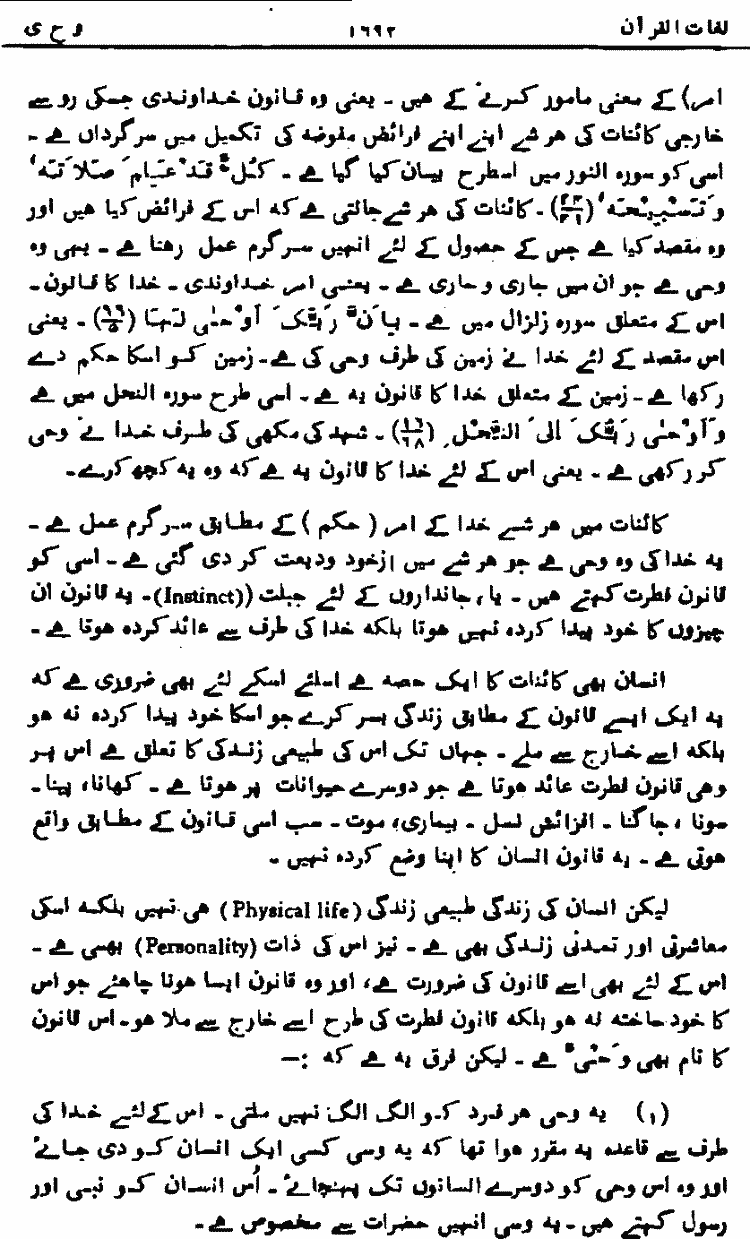 لغات القرآن ۱۶۹۲ و ح ی
امر) کے معنی مامور کرنے کے ہیں ۔ یعنی وہ قانون خداوندی جسکی رو سے
خارجی کائنات کی ہر شے اپنے اپنے فرائض مفوضہ کی تکمیل میں سرگرداں ہے ۔
اسی کو سورہ النور میں اسطرح بیان کیا گیا ہے ۔ کُلٌّ قَدْ عَلِمَ صَلَاتَہٗ
وَ تَسْبِیْحَہٗ (۲۴/۴۱) ۔ کائنات کی ہر شے جانتی ہے کہ اس کے فرائض کیا ہیں اور
وہ مقصد کیا ہے جس کے حصول کے لئے انہیں سرگرم عمل رہنا ہے ۔ یہی وہ
وحی ہے جو ان میں جاری و ساری ہے ۔ یعنی امر خداوندی ۔ خدا کا قانون ۔
اس کے متعلق سورہ زلزال میں ہے ۔ بِاَنَّ رَبَّکَ اَوْحٰی لَہَا ۔ یعنی
اس مقصد کے لئے خدا نے زمین کی طرف وحی کی ہے ۔ زمین کو اسکا حکم دے
رکھا ہے ۔ زمین کے متعلق خدا کا قانون یہ ہے ۔ اسی طرح سورہ النحل میں ہے
وَ اَوْحٰی رَبُّکَ اِلَی النَّحْلِ (۱۶/۶۸) ۔ شہد کی مکھی کی طرف خدا نے وحی
کر رکھی ہے ۔ یعنی اس کے لئے خدا کا قانون یہ ہے کہ وہ یہ کچھ کرے ۔
کائنات میں ہر شے خدا کے امر ( حکم ) کے مطابق سرگرم عمل ہے ۔
یہ خدا کی وہ وحی ہے جو ہر شے میں ازخود ودیعت کر دی گئی ہے ۔ اسی کو
قانون فطرت کہتے ہیں ۔ یا، جانداروں کے لئے جبلت ((Instinct)۔ یہ قانون ان
چیزوں کا خود پیدا کردہ نہیں ہوتا بلکہ خدا کی طرف سے عائد کردہ ہوتا ہے ۔
انسان بھی کائنات کا ایک حصہ ہے اسلئے اسکے لئے بھی ضروری ہے کہ
یہ ایک ایسے قانون کے مطابق زندگی بسر کرے جو اسکا خود پیدا کردہ نہ ہو
بلکہ اسے خارج سے ملے ۔ جہاں تک اس کی طبیعی زندگی کا تعلق ہے اس پر
وہی قانون فطرت عائد ہوتا ہے جو دوسرے حیوانات پر ہوتا ہے ۔ کھانا، پینا ۔
سونا ، جاگنا ۔ افزائش نسل ۔ بیماری، موت ۔ سب اسی قانون کے مطابق واقع
ہوتی ہے ۔ یہ قانون انسان کا اپنا وضع کردہ نہیں ۔
لیکن انسان کی زندگی طبیعی زندگی (Physical life) ہی نہیں بلکہ اسکی
معاشرتی اور تمدنی زندگی بھی ہے ۔ نیز اس کی ذات (Personality) بھی ہے ۔
اس کے لئے بھی اسے قانون کی ضرورت ہے، اور وہ قانون ایسا ہونا چاہئے جو اس
کا خود ساختہ نہ ہو بلکہ قانون فطرت کی طرح اسے خارج سے ملا ہو ۔ اس قانون
کا نام بھی وَحْیٌ ہے ۔ لیکن فرق یہ ہے کہ :—
(۱) یہ وحی ہر فرد کو الگ الگ نہیں ملتی ۔ اس کے لئے خدا کی
طرف سے قاعدہ یہ مقرر ہوا تھا کہ یہ وحی کسی ایک انسان کو دی جائے
اور وہ اس وحی کو دوسرے انسانوں تک پہنچائے ۔ اُس انسان کو نبی اور
رسول کہتے ہیں ۔ یہ وحی انہیں حضرات سے مخصوص ہے ۔